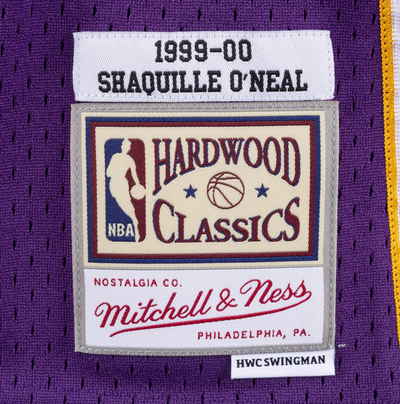 1999-00
SHAQUILLE O'NEAL
HARDWOOD
NBA
CLASSICS
NOSTALGIA CO.
Mitchell & Ness
PHILADELPHIA, PA.
HWC SWINGMAN